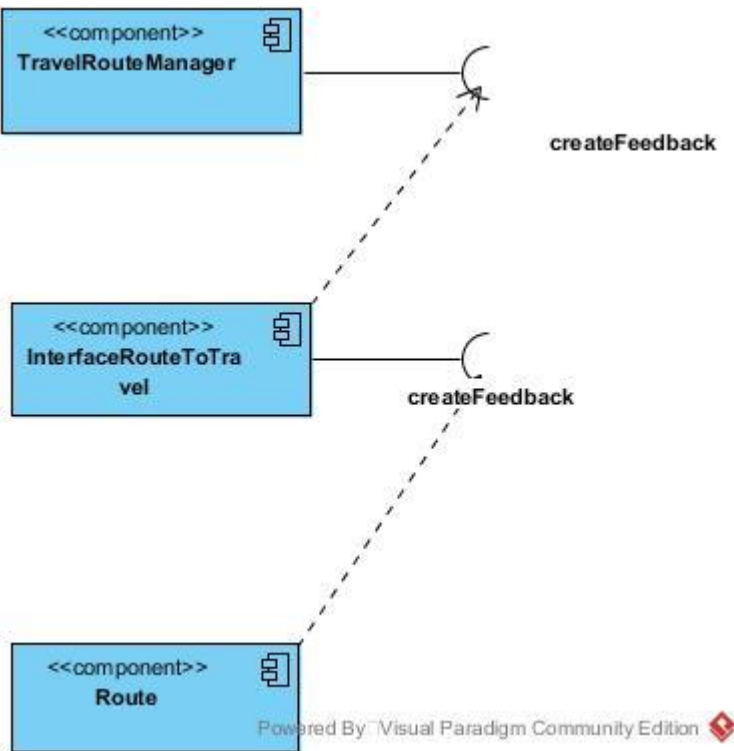 <<component>>
TravelRouteManager
createFeedback
<<component>>
InterfaceRouteToTra
vel
createFeedback
<<component>>
Route
Powered By Visual Paradigm Community Edition